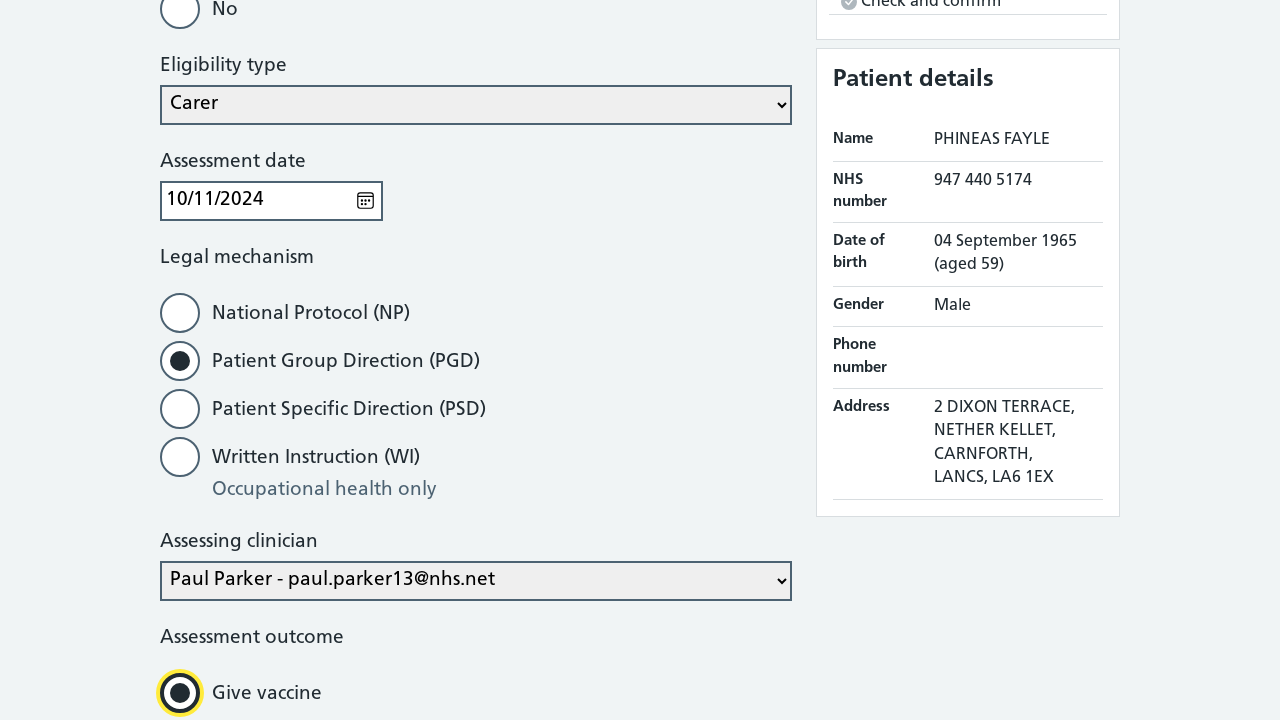 No
Eligibility type
Carer
Assessment date
10/11/2024
Legal mechanism
National Protocol (NP)
Patient Group Direction (PGD)
Patient Specific Direction (PSD)
Written Instruction (WI)
Occupational health only
Assessing clinician
Paul Parker - paul.parker13@nhs.net
Assessment outcome
Give vaccine
Check and confirm
Patient details
Name PHINEAS FAYLE
NHS number 947 440 5174
Date of birth 04 September 1965 (aged 59)
Gender Male
Phone number
Address 2 DIXON TERRACE,
NETHER KELLET,
CARNFORTH,
LANCS, LA6 1EX